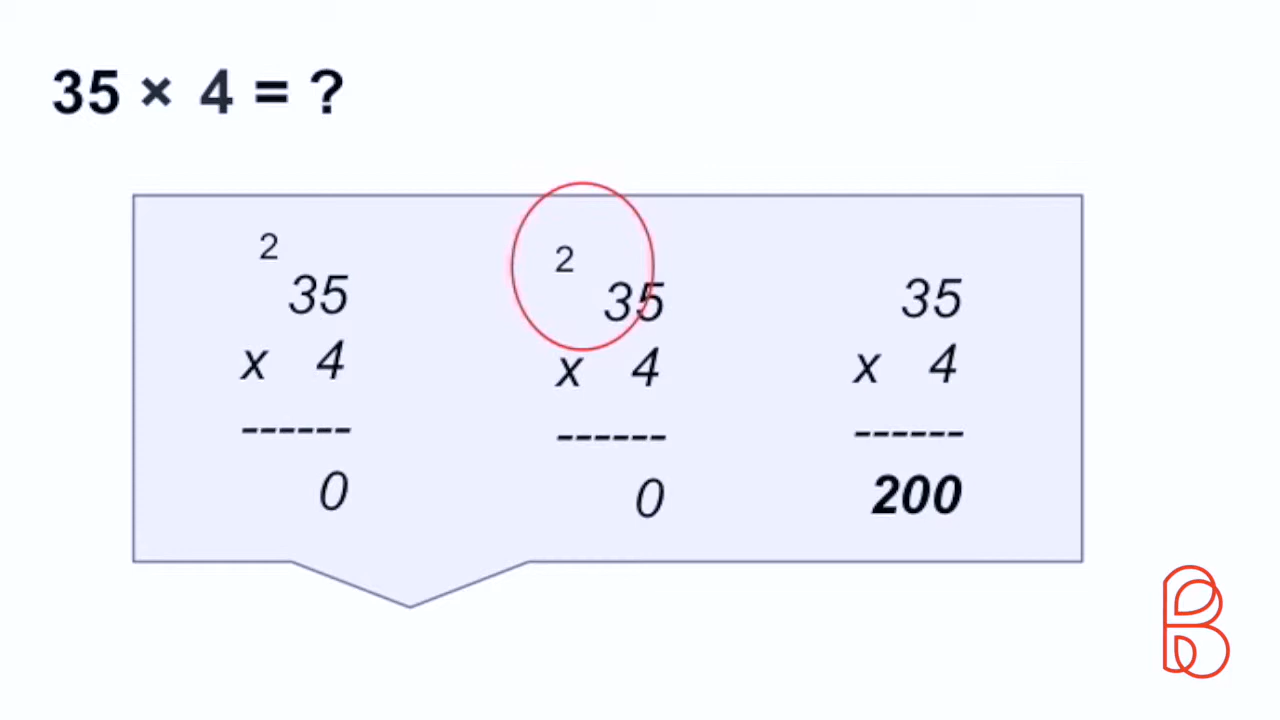 35 × 4 = ?
2
35
x 4
------
0
2
35
x 4
------
0
35
x 4
------
200
B